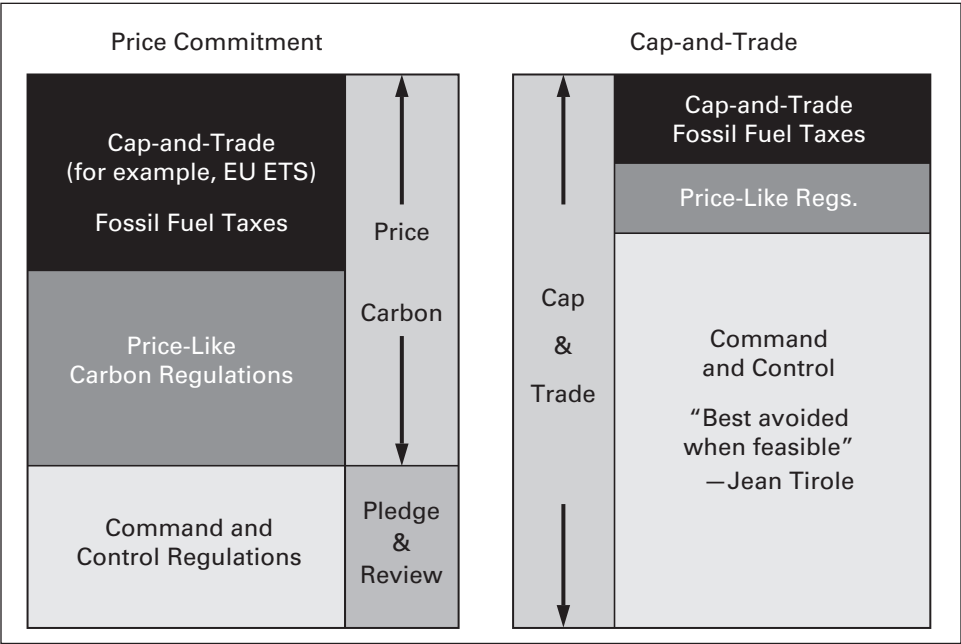 Price Commitment
Cap-and-Trade
(for example, EU ETS)
Fossil Fuel Taxes
Price-Like
Carbon Regulations
Command and
Control Regulations
Price
Carbon
Pledge
&
Review
Cap-and-Trade
Cap
&
Trade
Cap-and-Trade
Fossil Fuel Taxes
Price-Like Regs.
Command
and Control
“Best avoided
when feasible”
—Jean Tirole